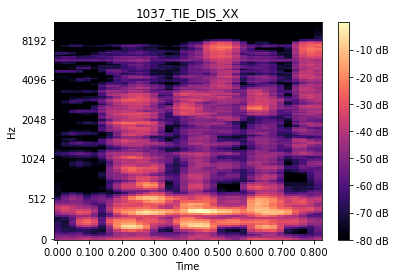 1037_TIE_DIS_XX
8192
4096
2048
1024
512
0
Hz
0.000 0.100 0.200 0.300 0.400 0.500 0.600 0.700 0.800
Time
-10 dB
-20 dB
-30 dB
-40 dB
-50 dB
-60 dB
-70 dB
-80 dB